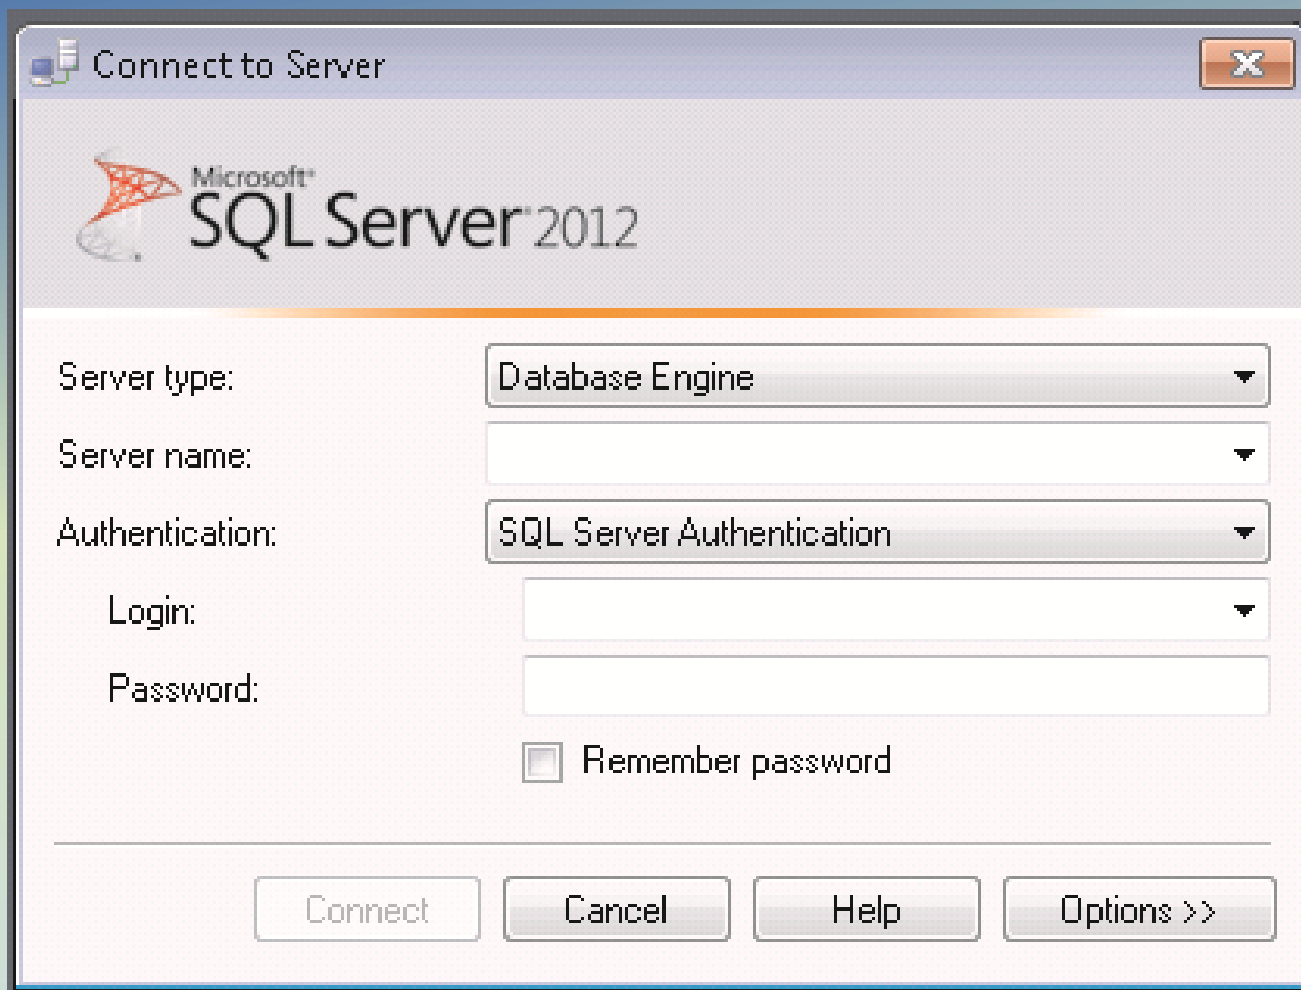 Connect to Server
Microsoft®
SQL Server 2012
Server type: Database Engine
Server name:
Authentication: SQL Server Authentication
Login:
Password:
Remember password
Connect Cancel Help Options >>